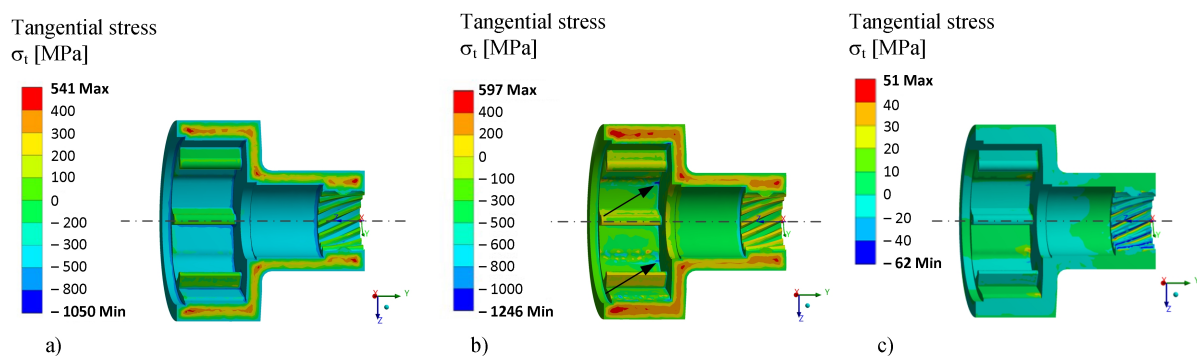 Tangential stress
σt [MPa]
541 Max
400
300
200
100
0
– 200
– 300
– 500
– 800
– 1050 Min
X
Z
Y
X
Y
Z
a)
Tangential stress
σt [MPa]
597 Max
400
200
0
– 100
– 300
– 500
– 600
– 800
– 1000
– 1246 Min
X
Z
Y
X
Y
Z
b)
Tangential stress
σt [MPa]
51 Max
40
30
20
10
0
– 20
– 40
– 62 Min
X
Z
Y
X
Y
Z
c)